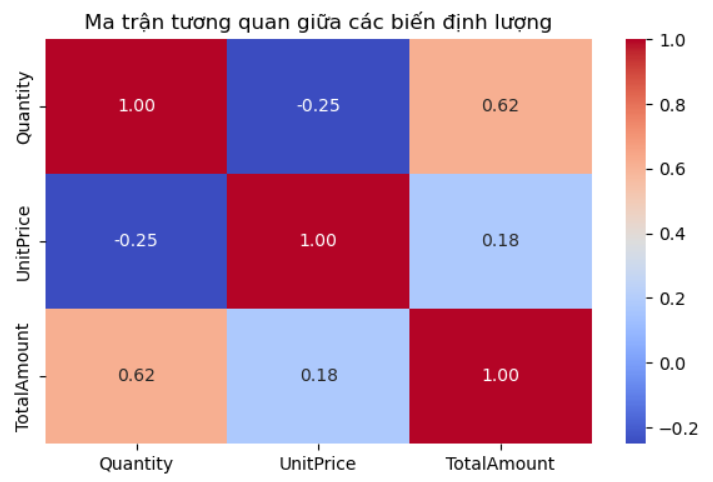 Ma trận tương quan giữa các biến định lượng
Quantity
1.00
-0.25
0.62
UnitPrice
-0.25
1.00
0.18
TotalAmount
0.62
0.18
1.00
Quantity
UnitPrice
TotalAmount
1.0
0.8
0.6
0.4
0.2
0.0
−0.2